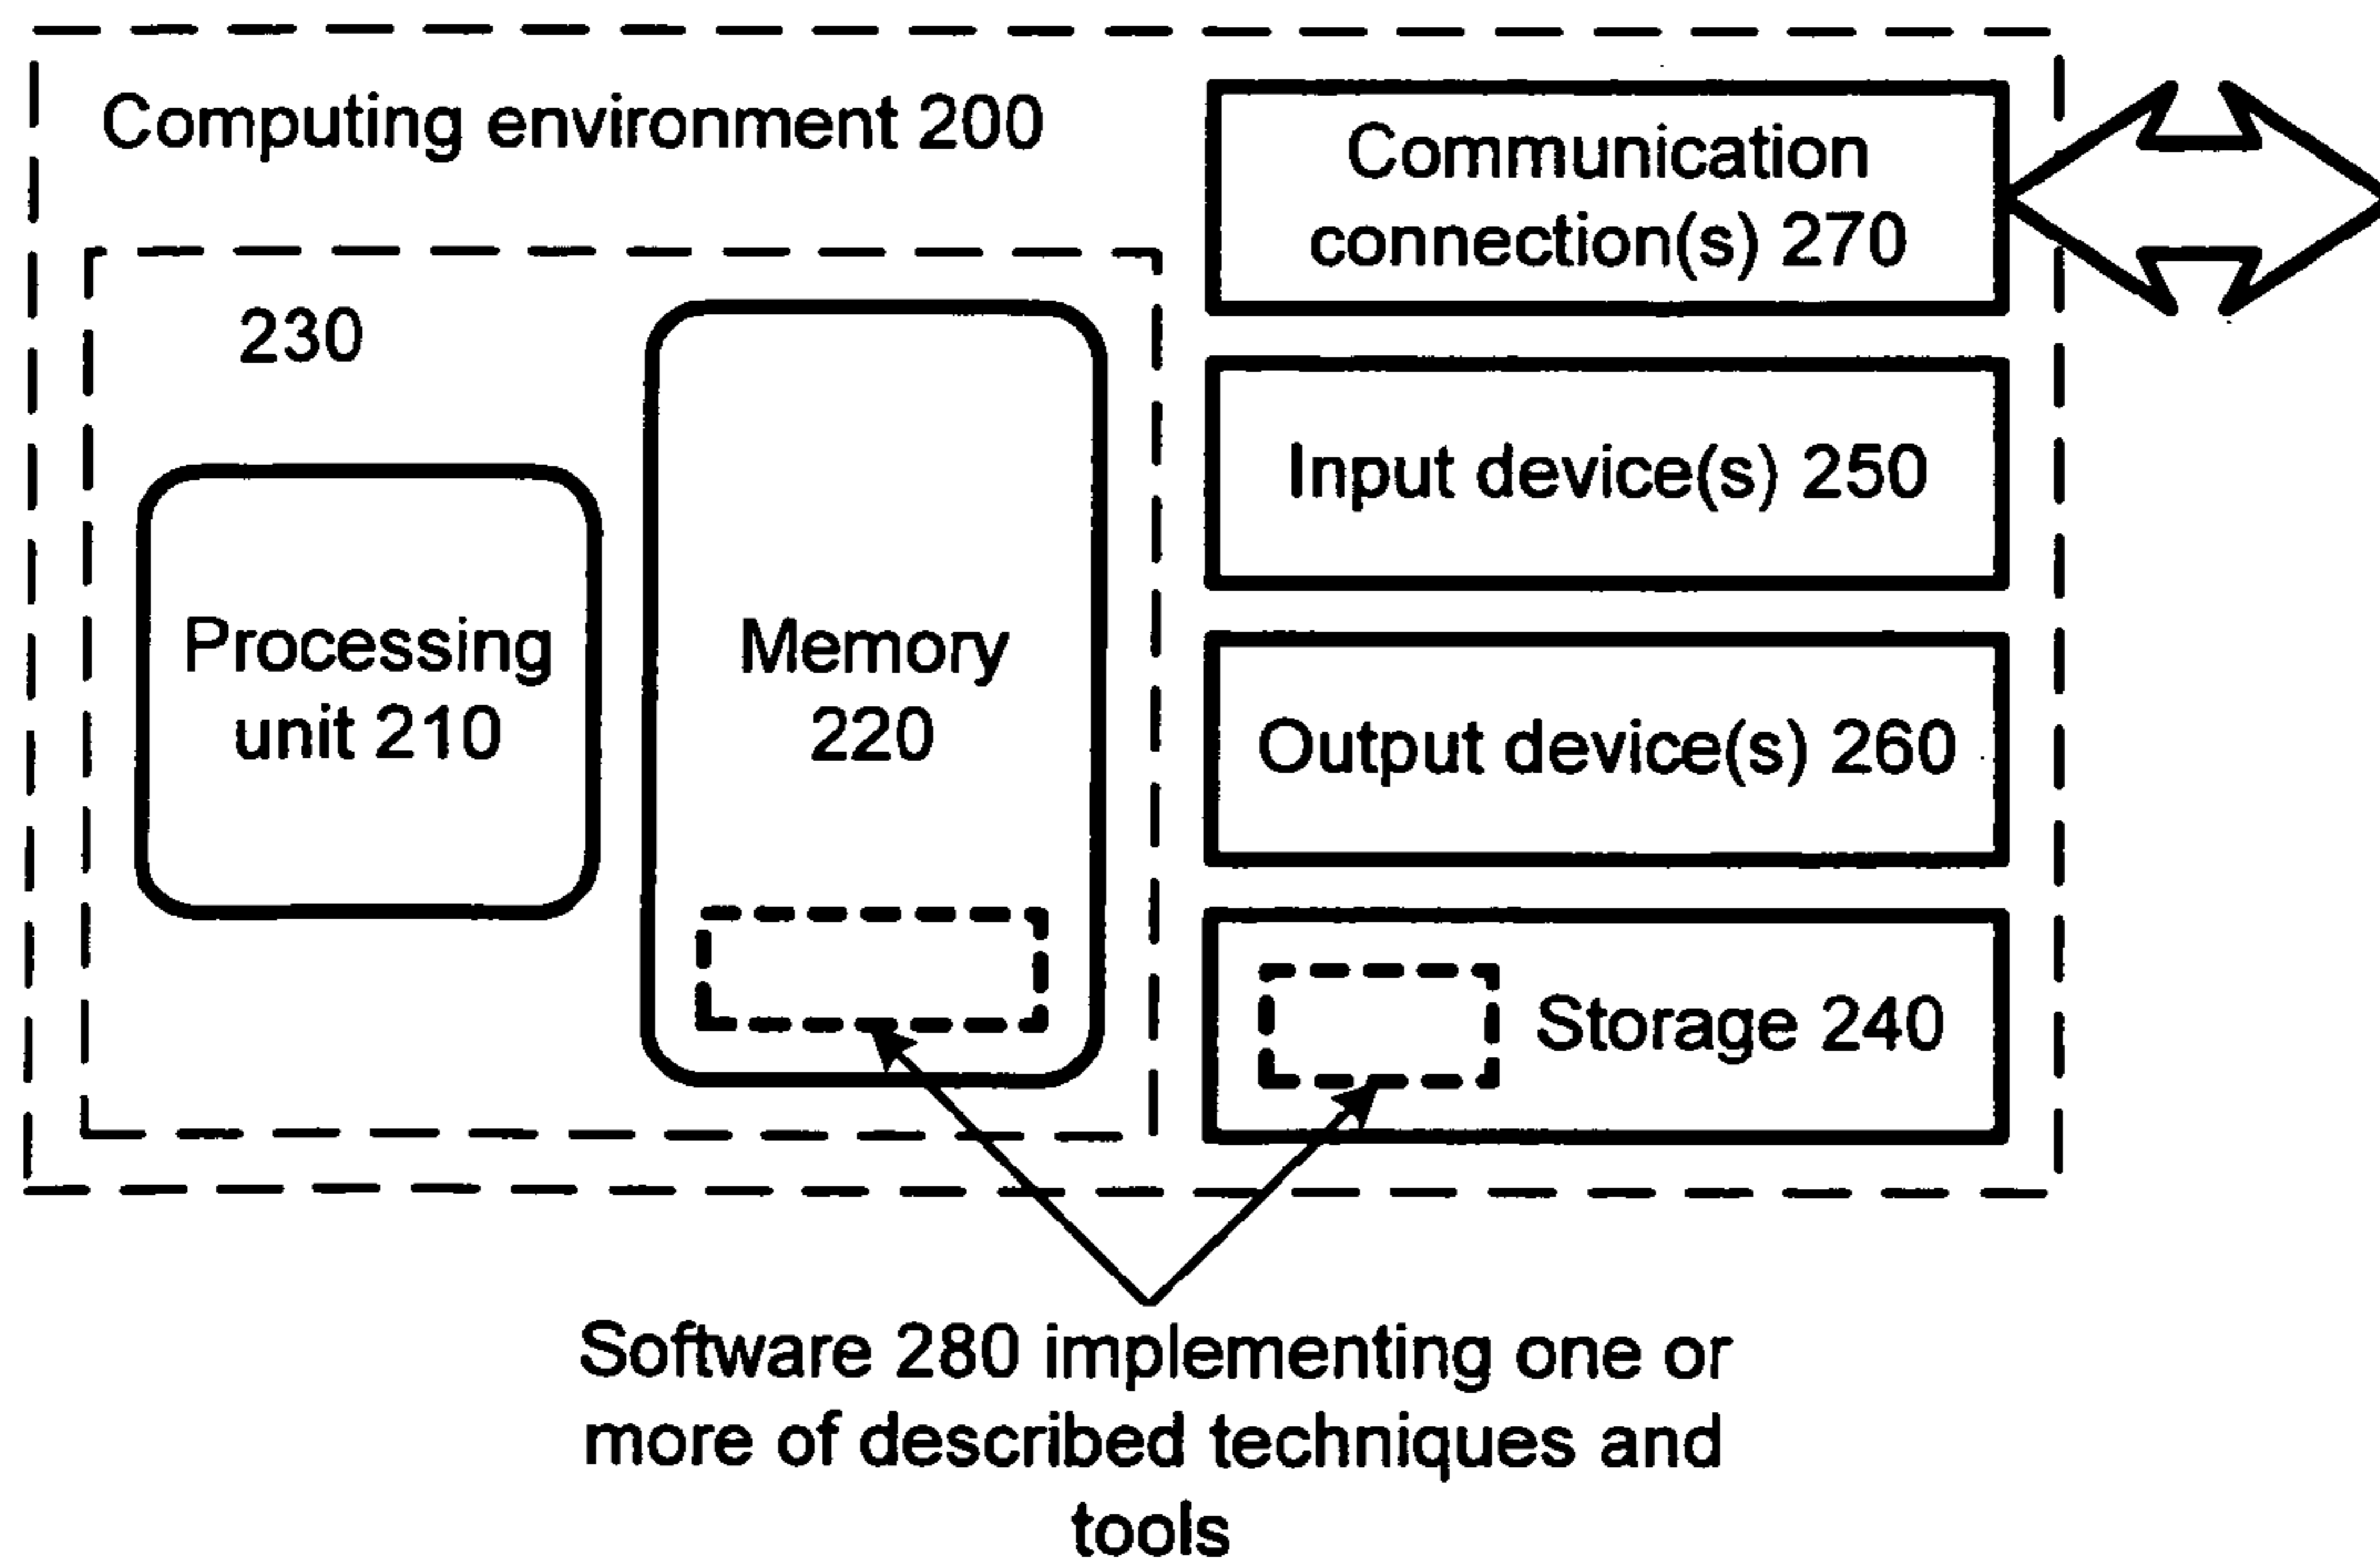 Computing environment 200
Communication
connection(s) 270
230
Input device(s) 250
Processing
unit 210
Memory
220
Output device(s) 260
Storage 240
Software 280 implementing one or
more of described techniques and
tools